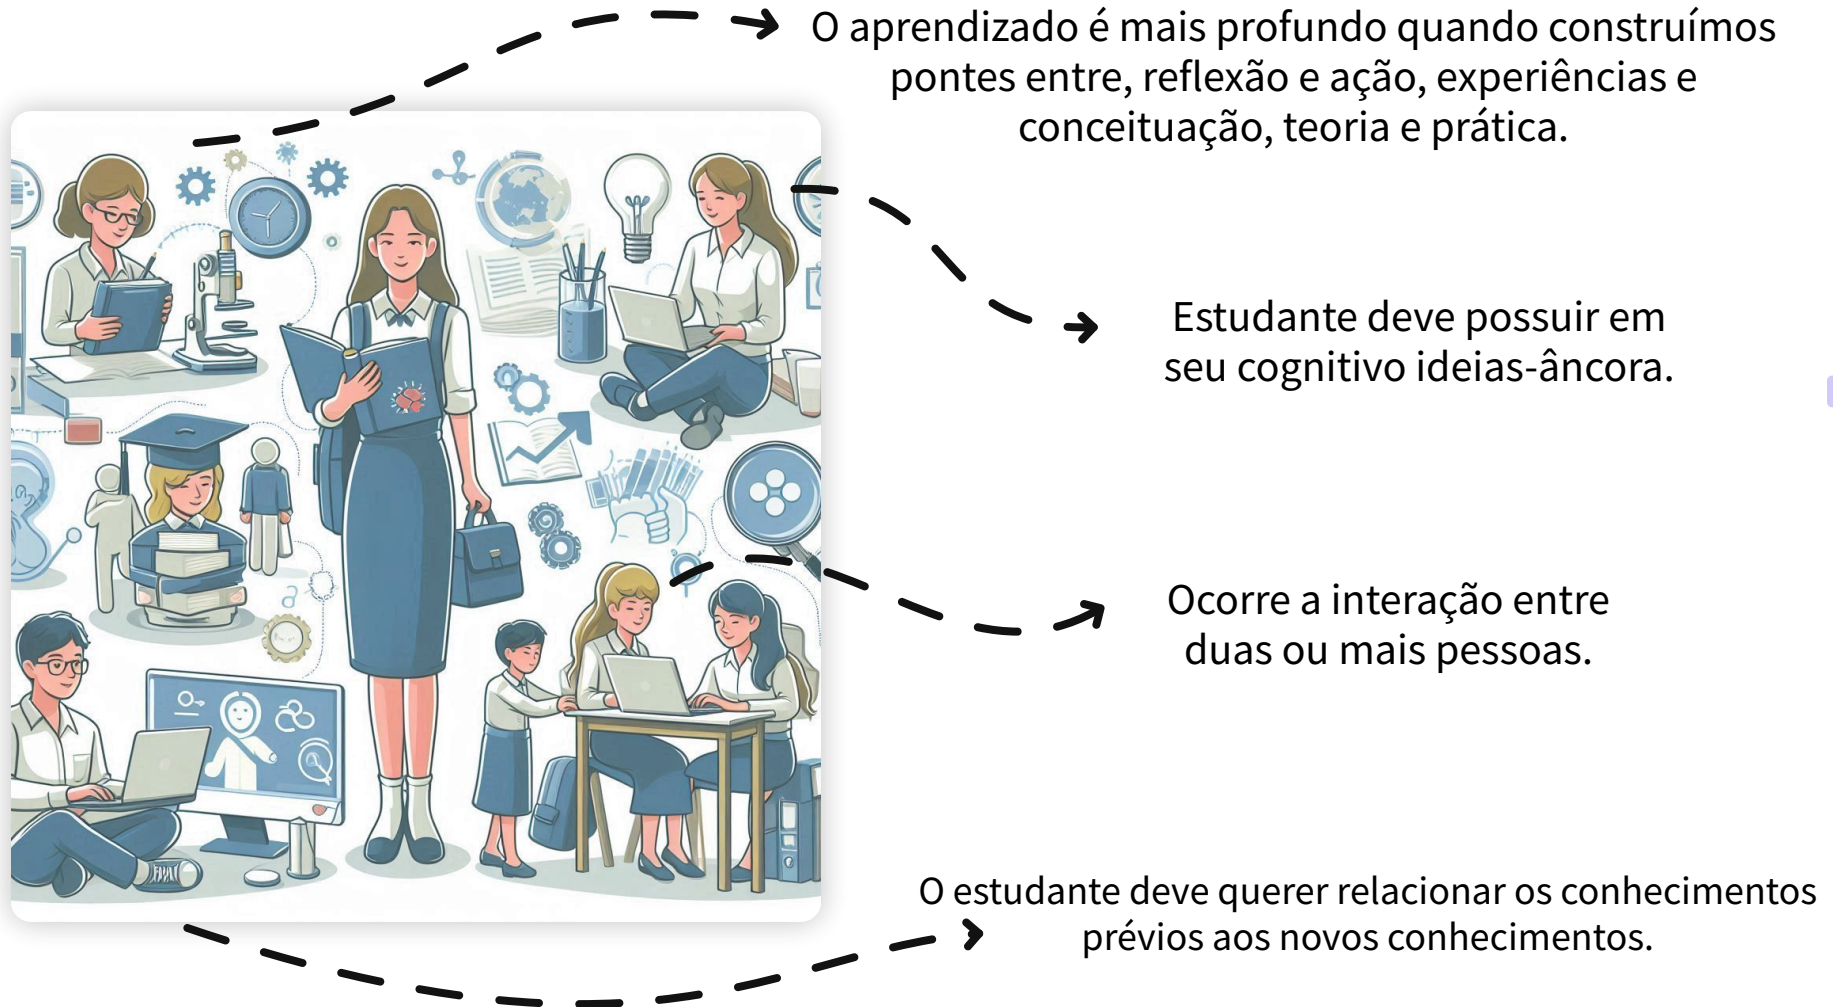 O aprendizado é mais profundo quando construímos
pontes entre, reflexão e ação, experiências e
conceituação, teoria e prática.
Estudante deve possuir em
seu cognitivo ideias-âncora.
Ocorre a interação entre
duas ou mais pessoas.
O estudante deve querer relacionar os conhecimentos
prévios aos novos conhecimentos.